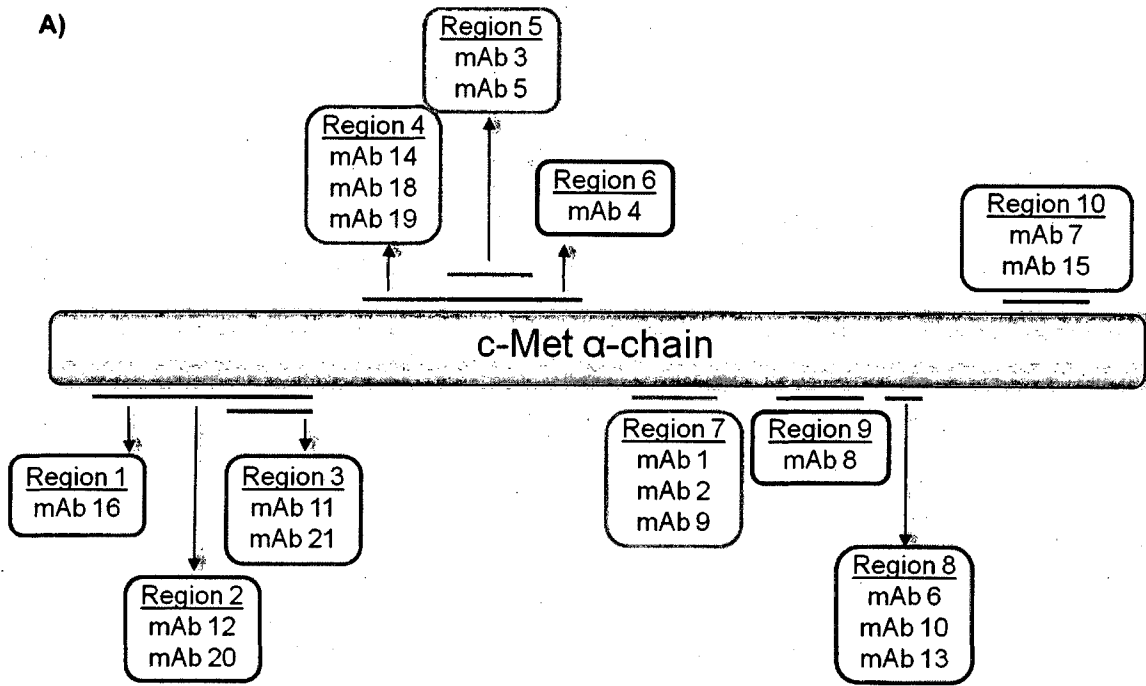 A)
Region 5
mAb 3
mAb 5
Region 4
mAb 14
mAb 18
mAb 19
Region 6
mAb 4
Region 10
mAb 7
mAb 15
c-Met α-chain
Region 1
mAb 16
Region 2
mAb 12
mAb 20
Region 3
mAb 11
mAb 21
Region 7
mAb 1
mAb 2
mAb 9
Region 9
mAb 8
Region 8
mAb 6
mAb 10
mAb 13